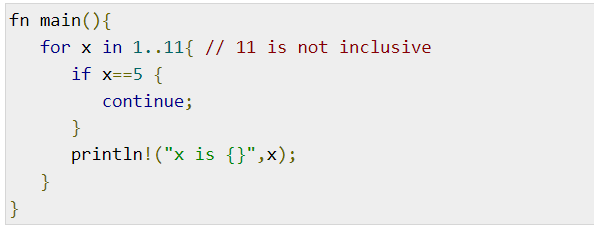 fn main(){
   for x in 1..11{ // 11 is not inclusive
      if x==5 {
         continue;
      }
      println!("x is {}",x);
   }
}